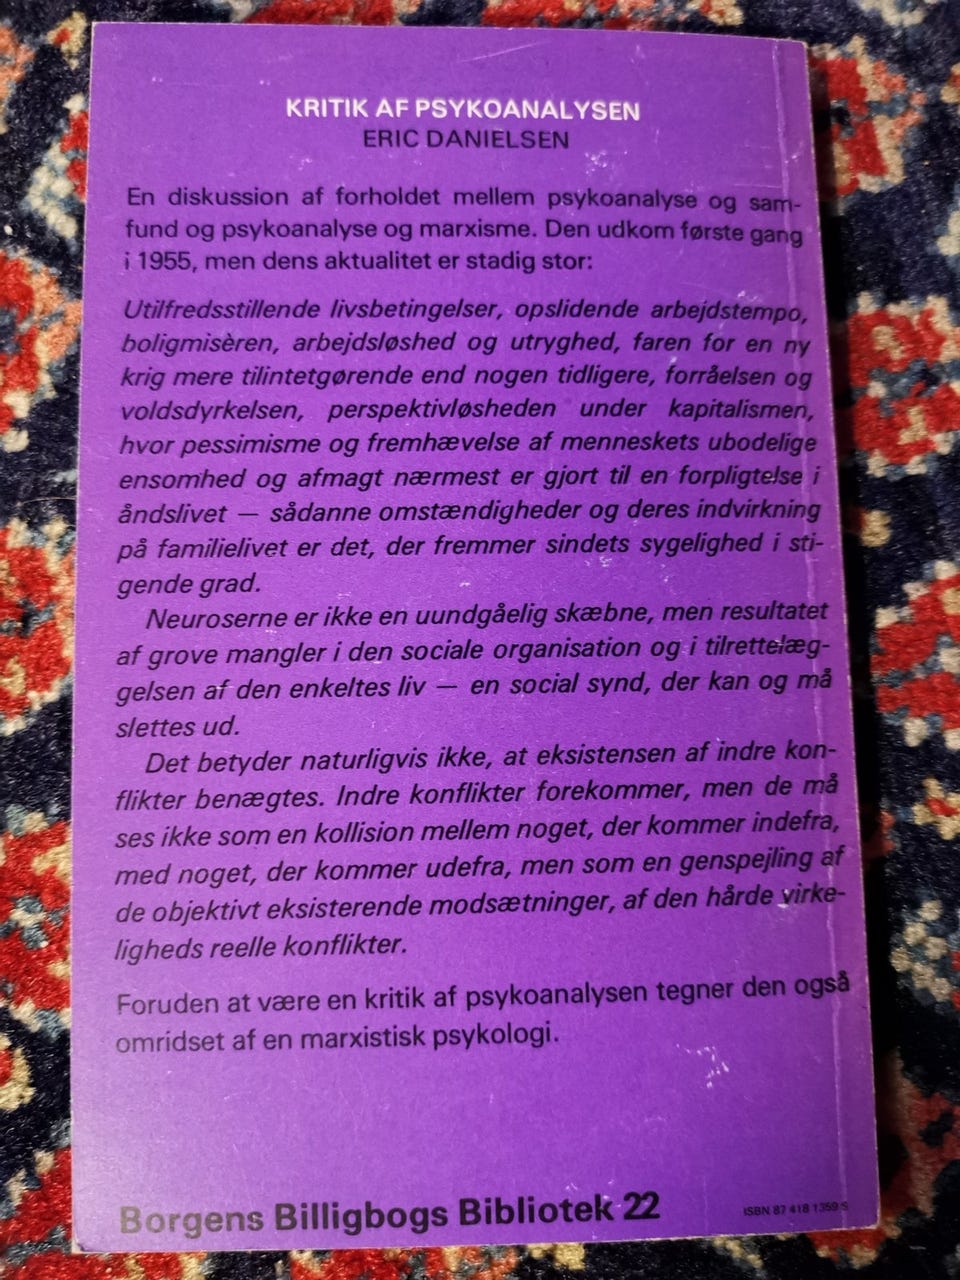 KRITIK AF PSYKOANALYSEN
ERIC DANIELSEN
En diskussion af forholdet mellem psykoanalyse og sam-
fund og psykoanalyse og marxisme. Den udkom første gang
i 1955, men dens aktualitet er stadig stor:
Utilfredsstillende livsbetingelser, opslidende arbejdstempo,
boligmisèren, arbejdsløshed og utryghed, faren for en ny
krig mere tilintetgørende end nogen tidligere, forråelsen og
voldsdyrkelsen, perspektivløsheden under kapitalismen,
hvor pessimisme og fremhævelse af menneskets ubodelige
ensomhed og afmagt nærmest er gjort til en forpligtelse i
åndslivet — sådanne omstændigheder og deres indvirkning
på familielivet er det, der fremmer sindets sygelighed i sti-
gende grad.
Neuroserne er ikke en uundgåelig skæbne, men resultatet
af grove mangler i den sociale organisation og i tilrettelæg-
gelsen af den enkeltes liv — en social synd, der kan og må
slettes ud.
Det betyder naturligvis ikke, at eksistensen af indre kon-
flikter benægtes. Indre konflikter forekommer, men de må
ses ikke som en kollision mellem noget, der kommer indefra,
med noget, der kommer udefra, men som en genspejling af
de objektivt eksisterende modsætninger, af den hårde virke-
ligheds reelle konflikter.
Foruden at være en kritik af psykoanalysen tegner den også
omridset af en marxistisk psykologi.
Borgens Billigbogs Bibliotek 22
ISBN 87 418 1359 5